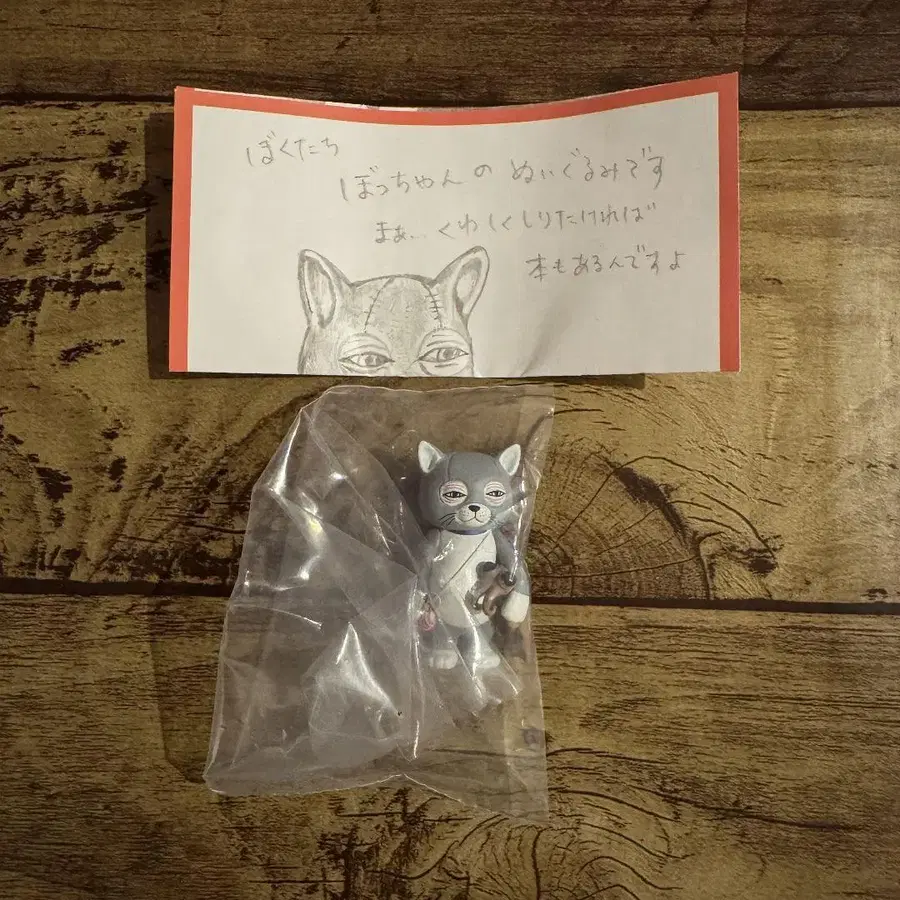 ぼくたち
ぼっちゃんの ぬいぐるみです
まぁ… くわしくしりたければ
本もあるんですよ